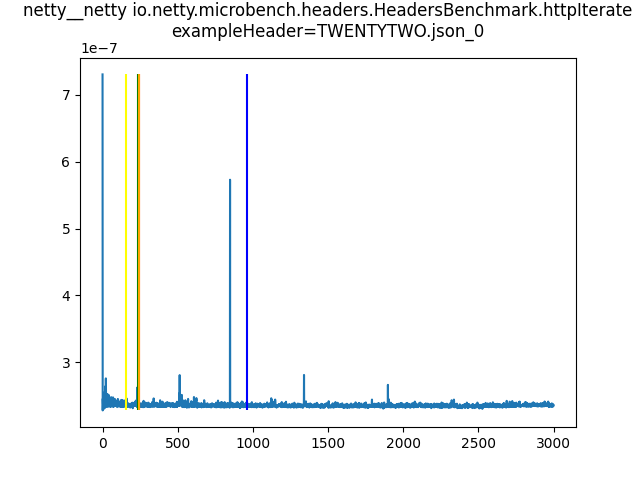 netty__netty io.netty.microbench.headers.HeadersBenchmark.httpIterate
exampleHeader=TWENTYTWO.json_0
1e−7
7
6
5
4
3
0 500 1000 1500 2000 2500 3000